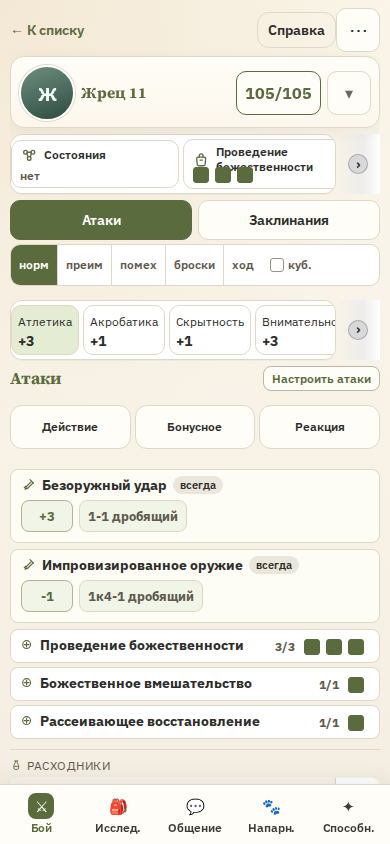 ← К списку
Справка
...
Ж
Жрец 11
105/105
▼
Состояния
нет
Проведение
божественности
›
Атаки
Заклинания
норм
преим
помех
броски
ход
куб.
Атлетика
+3
Акробатика
+1
Скрытность
+1
Внимательно
+3
›
Атаки
Настроить атаки
Действие
Бонусное
Реакция
Безоружный удар
всегда
+3
1-1 дробящий
Импровизированное оружие
всегда
-1
1к4-1 дробящий
Проведение божественности
3/3
Божественное вмешательство
1/1
Рассеивающее восстановление
1/1
РАСХОДНИКИ
Бой
Исслед.
Общение
Напарн.
Способн.